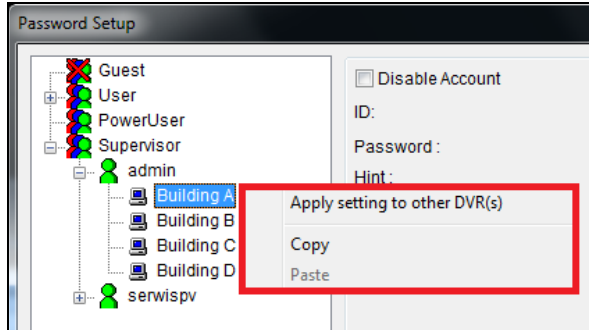 Password Setup
Guest
User
PowerUser
Supervisor
admin
Building A
Building B
Building C
Building D
serwispv
Disable Account
ID:
Password :
Hint :
Apply setting to other DVR(s)
Copy
Paste